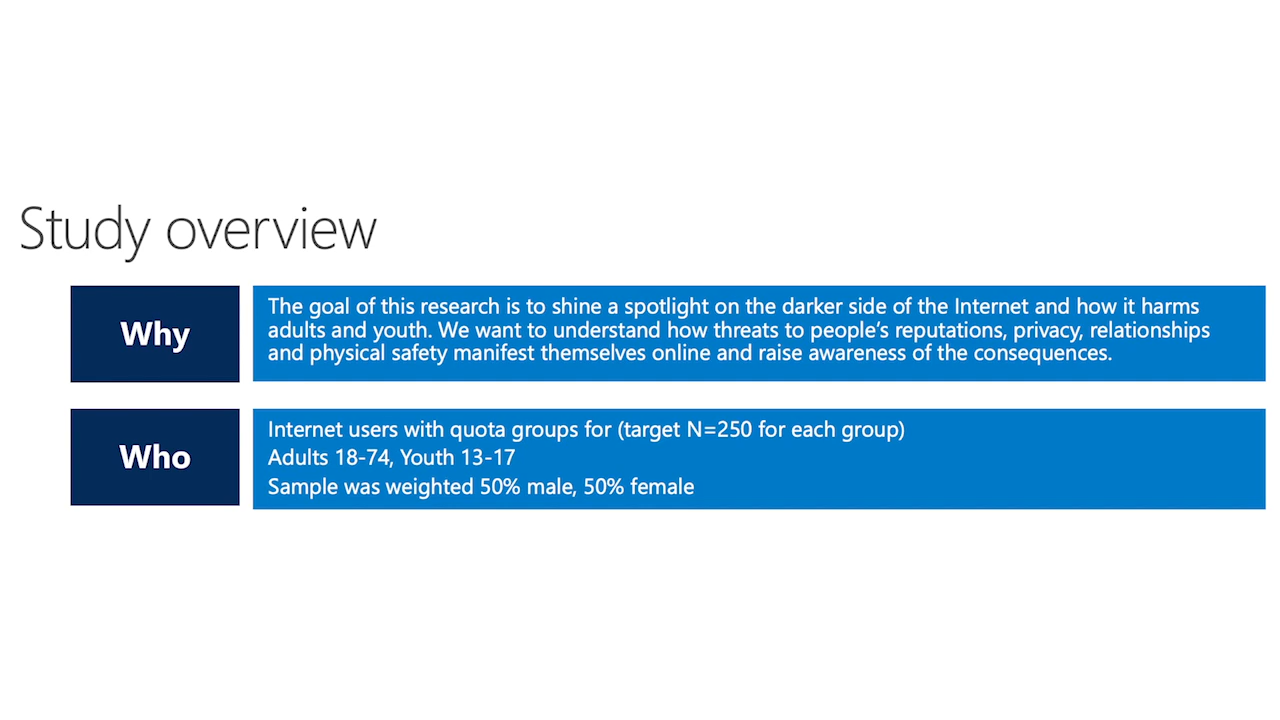 Study overview
Why
The goal of this research is to shine a spotlight on the darker side of the Internet and how it harms
adults and youth. We want to understand how threats to people’s reputations, privacy, relationships
and physical safety manifest themselves online and raise awareness of the consequences.
Who
Internet users with quota groups for (target N=250 for each group)
Adults 18-74, Youth 13-17
Sample was weighted 50% male, 50% female